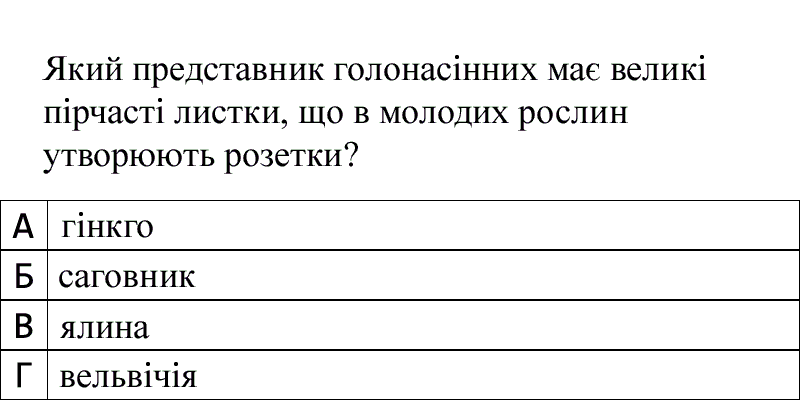 Який представник голонасінних має великі
пірчасті листки, що в молодих рослин
утворюють розетки?
А гінкго
Б саговник
В ялина
Г вельвічія